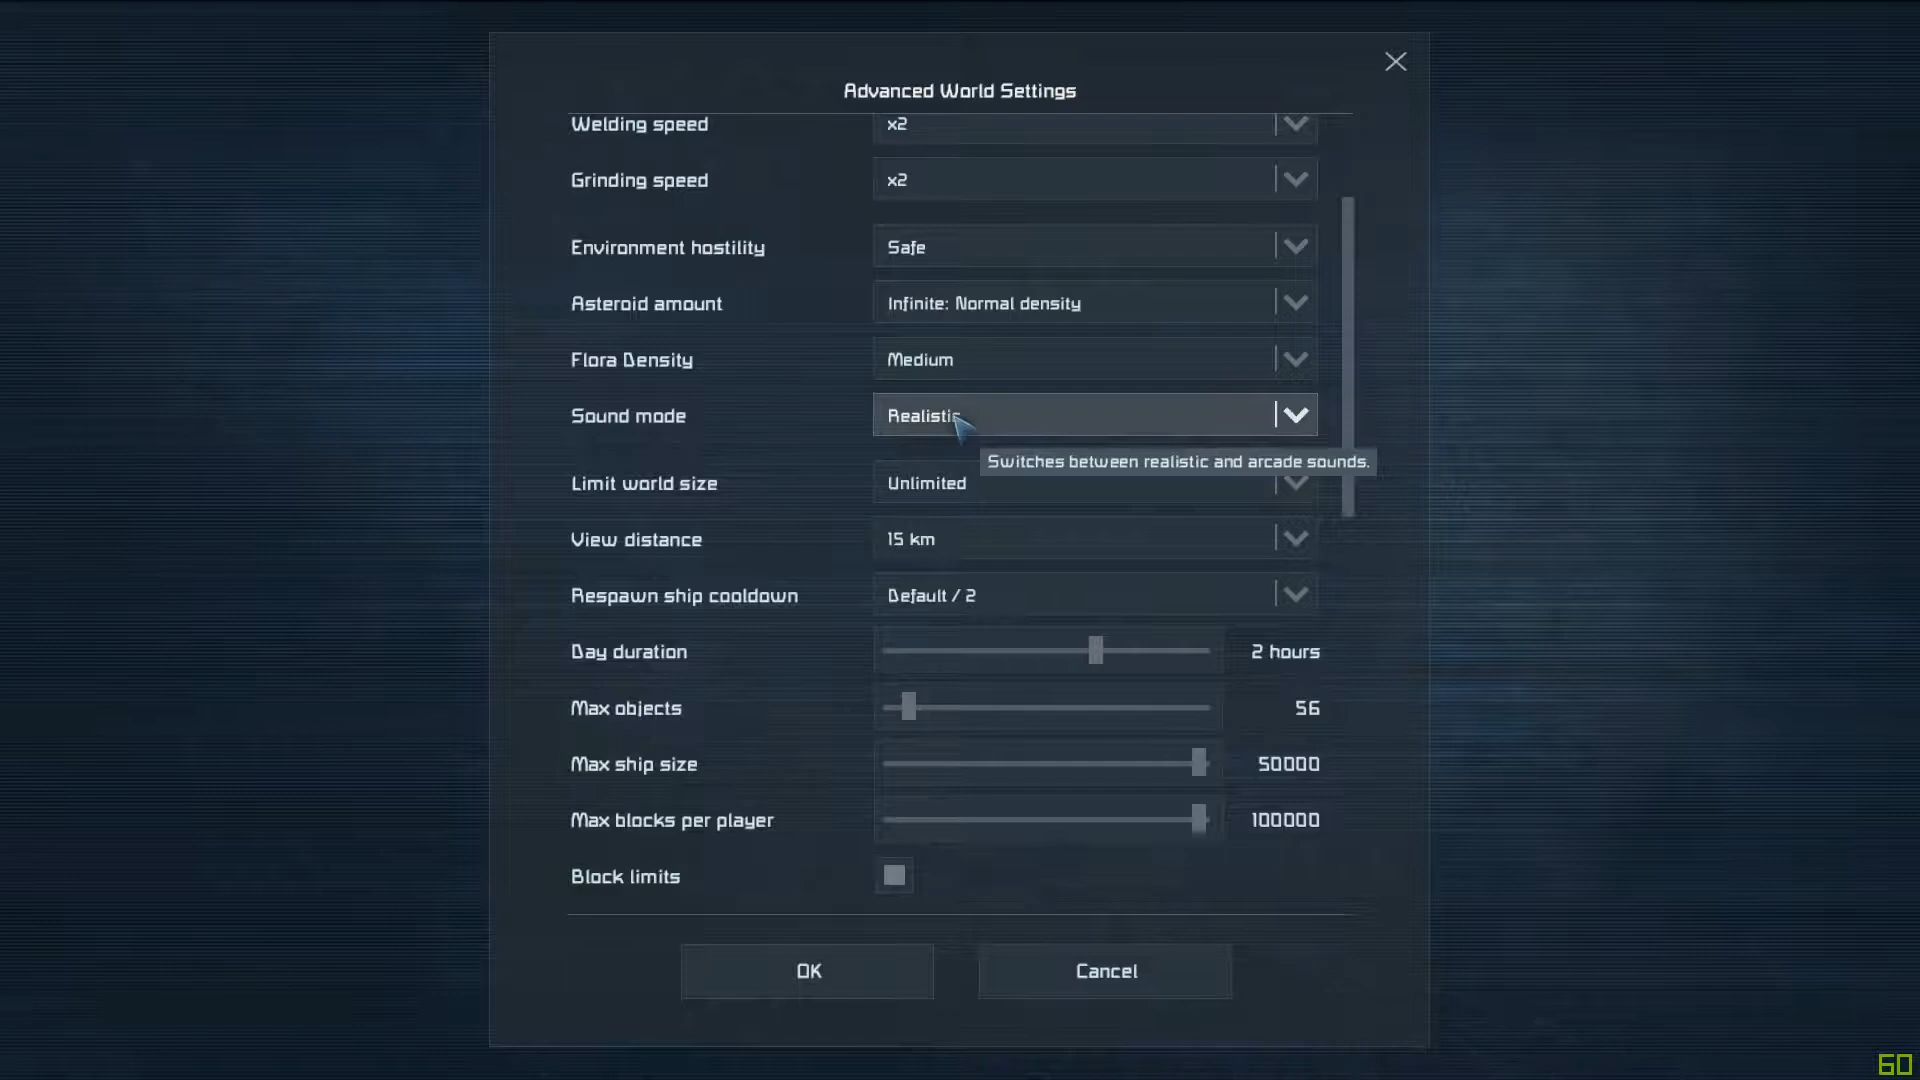 Advanced World Settings
Welding speed x2
Grinding speed x2
Environment hostility Safe
Asteroid amount Infinite: Normal density
Flora Density Medium
Sound mode Realistic
Switches between realistic and arcade sounds.
Limit world size Unlimited
View distance 15 km
Respawn ship cooldown Default / 2
Day duration 2 hours
Max objects 56
Max ship size 50000
Max blocks per player 100000
Block limits
OK Cancel
60